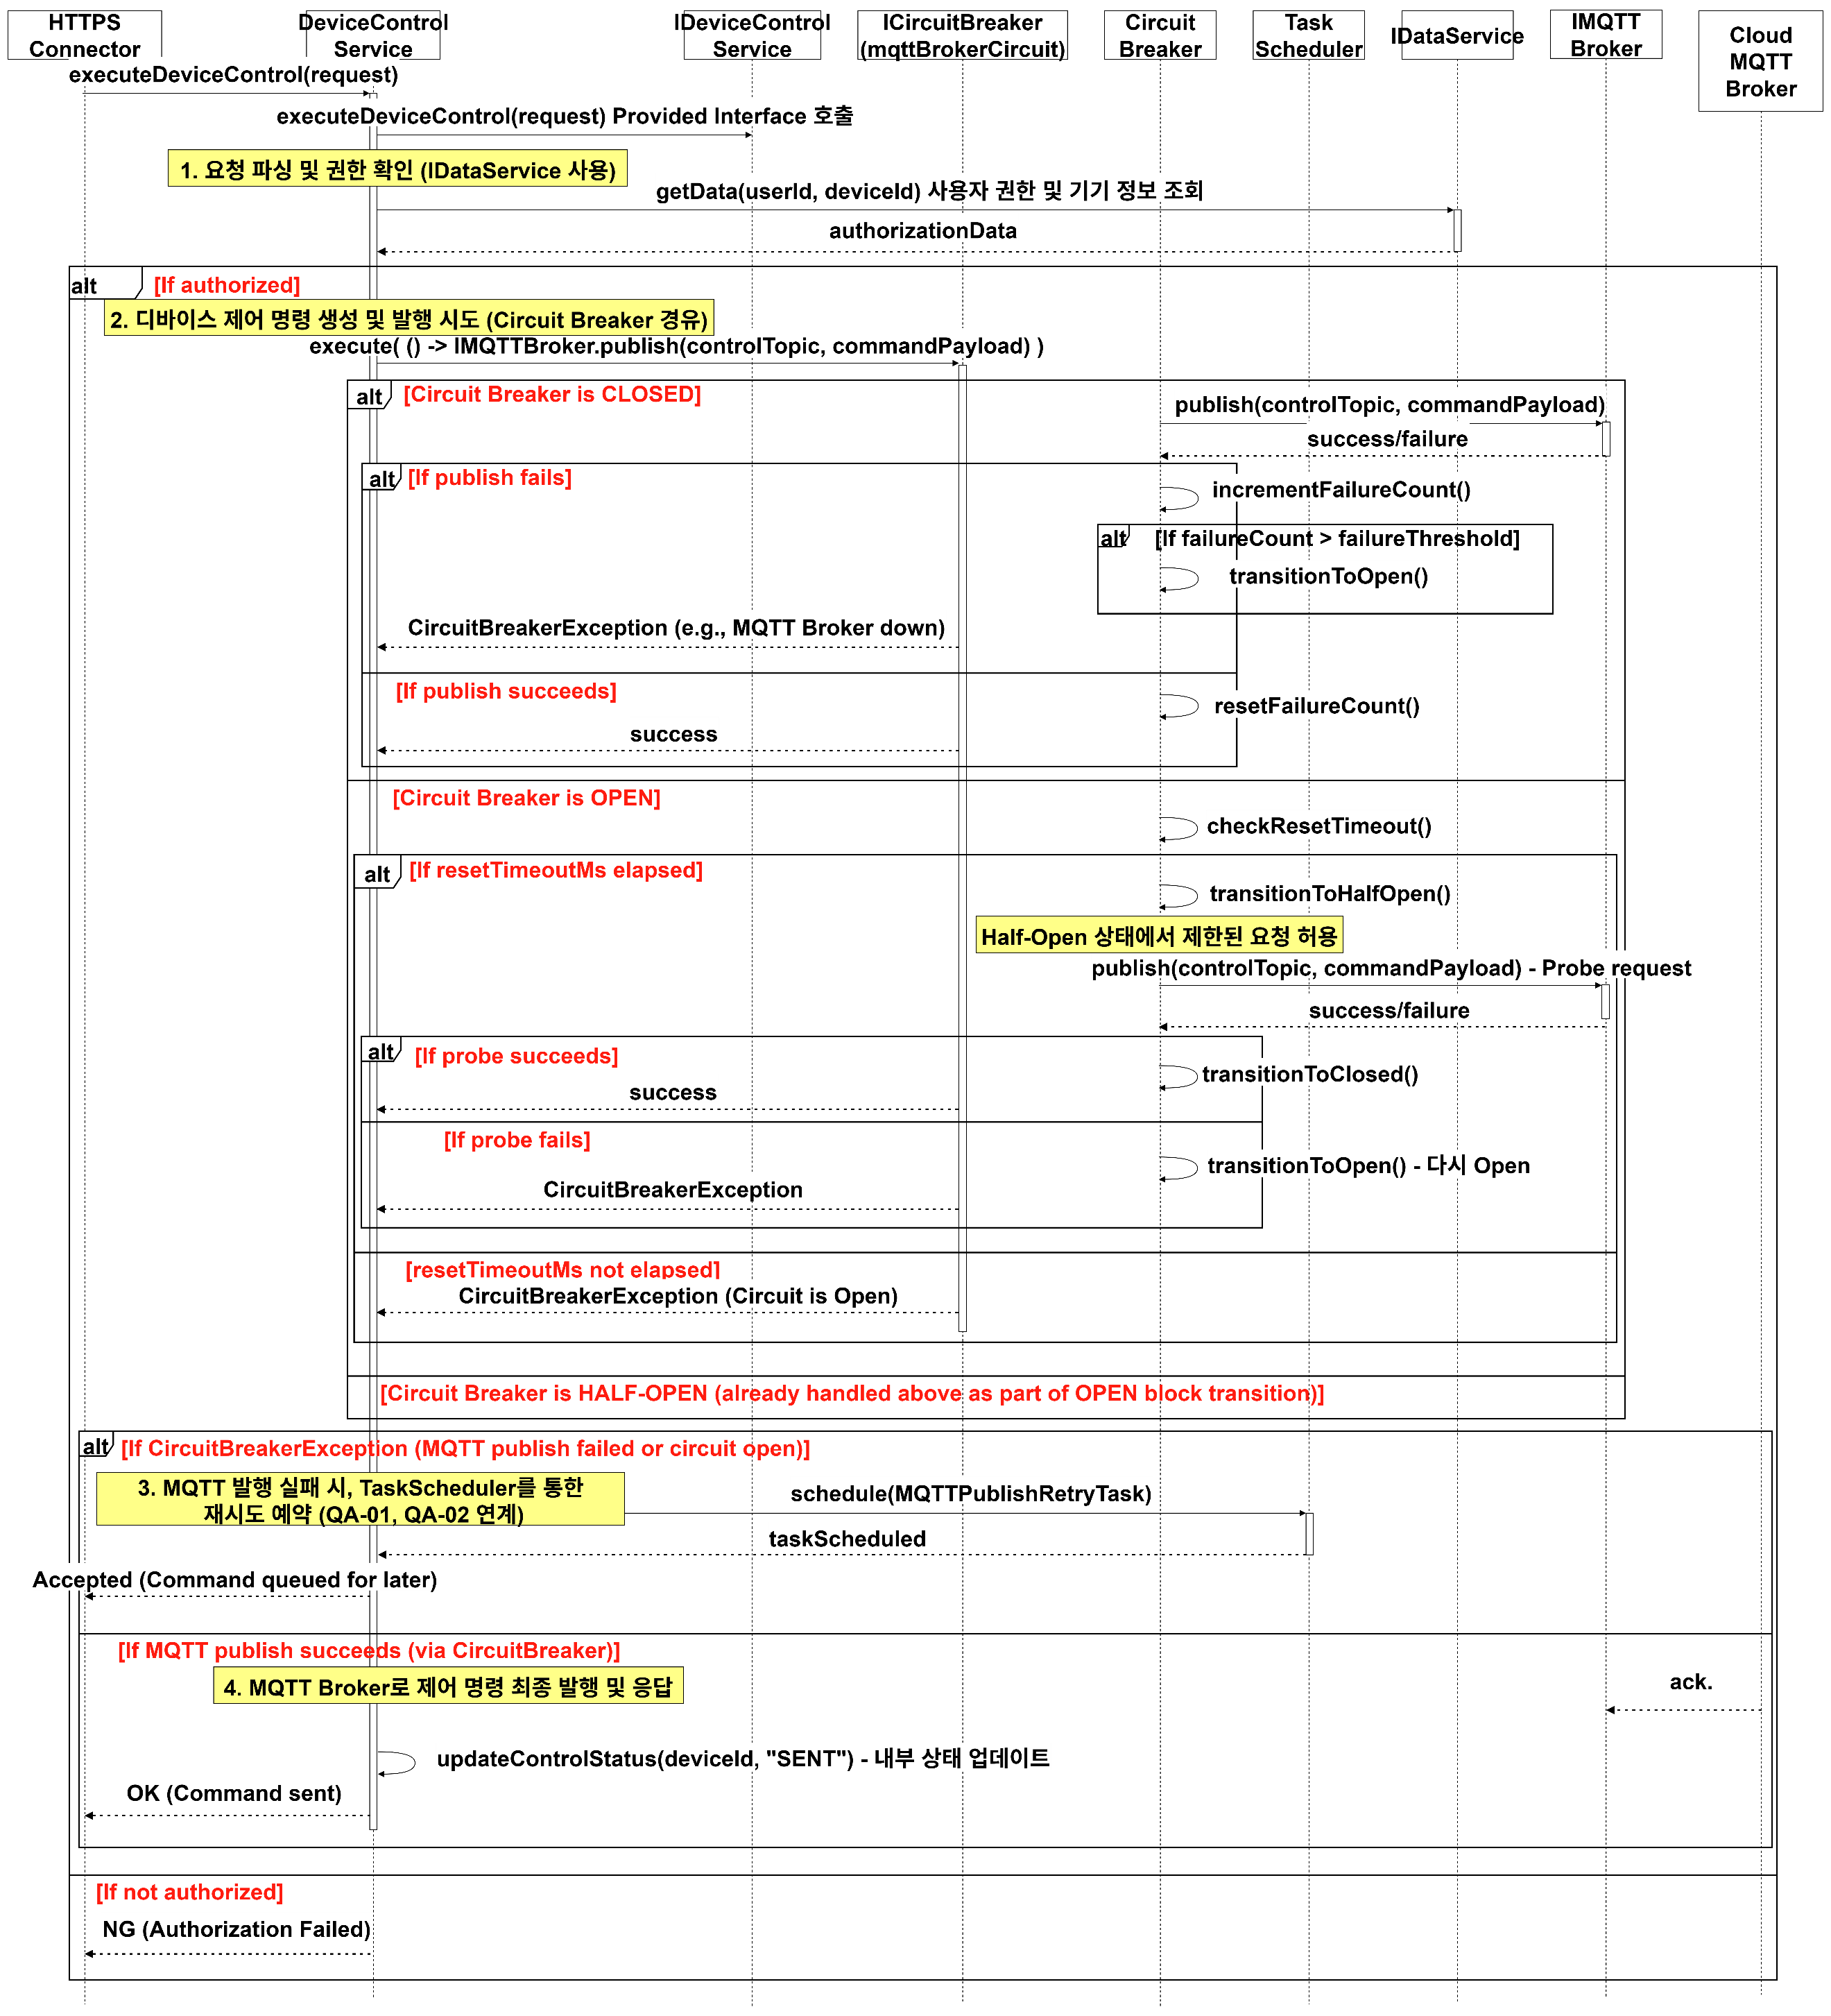 HTTPS
Connector
DeviceControl
Service
IDeviceControl
Service
ICircuitBreaker
(mqttBrokerCircuit)
Circuit
Breaker
Task
Scheduler
IDataService
IMQTT
Broker
Cloud
MQTT
Broker
executeDeviceControl(request)
executeDeviceControl(request) Provided Interface 호출
1. 요청 파싱 및 권한 확인 (IDataService 사용)
getData(userId, deviceId) 사용자 권한 및 기기 정보 조회
authorizationData
alt
[If authorized]
2. 디바이스 제어 명령 생성 및 발행 시도 (Circuit Breaker 경유)
execute( () -> IMQTTBroker.publish(controlTopic, commandPayload) )
alt
[Circuit Breaker is CLOSED]
publish(controlTopic, commandPayload)
success/failure
alt
[If publish fails]
incrementFailureCount()
alt
[If failureCount > failureThreshold]
transitionToOpen()
CircuitBreakerException (e.g., MQTT Broker down)
[If publish succeeds]
resetFailureCount()
success
[Circuit Breaker is OPEN]
checkResetTimeout()
alt
[If resetTimeoutMs elapsed]
transitionToHalfOpen()
Half-Open 상태에서 제한된 요청 허용
publish(controlTopic, commandPayload) - Probe request
success/failure
alt
[If probe succeeds]
transitionToClosed()
success
[If probe fails]
transitionToOpen() - 다시 Open
CircuitBreakerException
[resetTimeoutMs not elapsed]
CircuitBreakerException (Circuit is Open)
[Circuit Breaker is HALF-OPEN (already handled above as part of OPEN block transition)]
alt
[If CircuitBreakerException (MQTT publish failed or circuit open)]
3. MQTT 발행 실패 시, TaskScheduler를 통한
재시도 예약 (QA-01, QA-02 연계)
schedule(MQTTPublishRetryTask)
taskScheduled
Accepted (Command queued for later)
[If MQTT publish succeeds (via CircuitBreaker)]
4. MQTT Broker로 제어 명령 최종 발행 및 응답
ack.
updateControlStatus(deviceId, "SENT") - 내부 상태 업데이트
OK (Command sent)
[If not authorized]
NG (Authorization Failed)